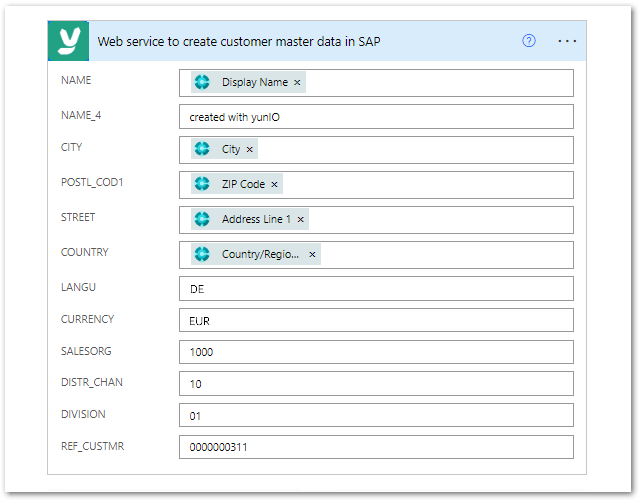 Web service to create customer master data in SAP ? ...
NAME Display Name ×
NAME_4 created with yunIO
CITY City ×
POSTL_COD1 ZIP Code ×
STREET Address Line 1 ×
COUNTRY Country/Regio... ×
LANGU DE
CURRENCY EUR
SALESORG 1000
DISTR_CHAN 10
DIVISION 01
REF_CUSTMR 0000000311